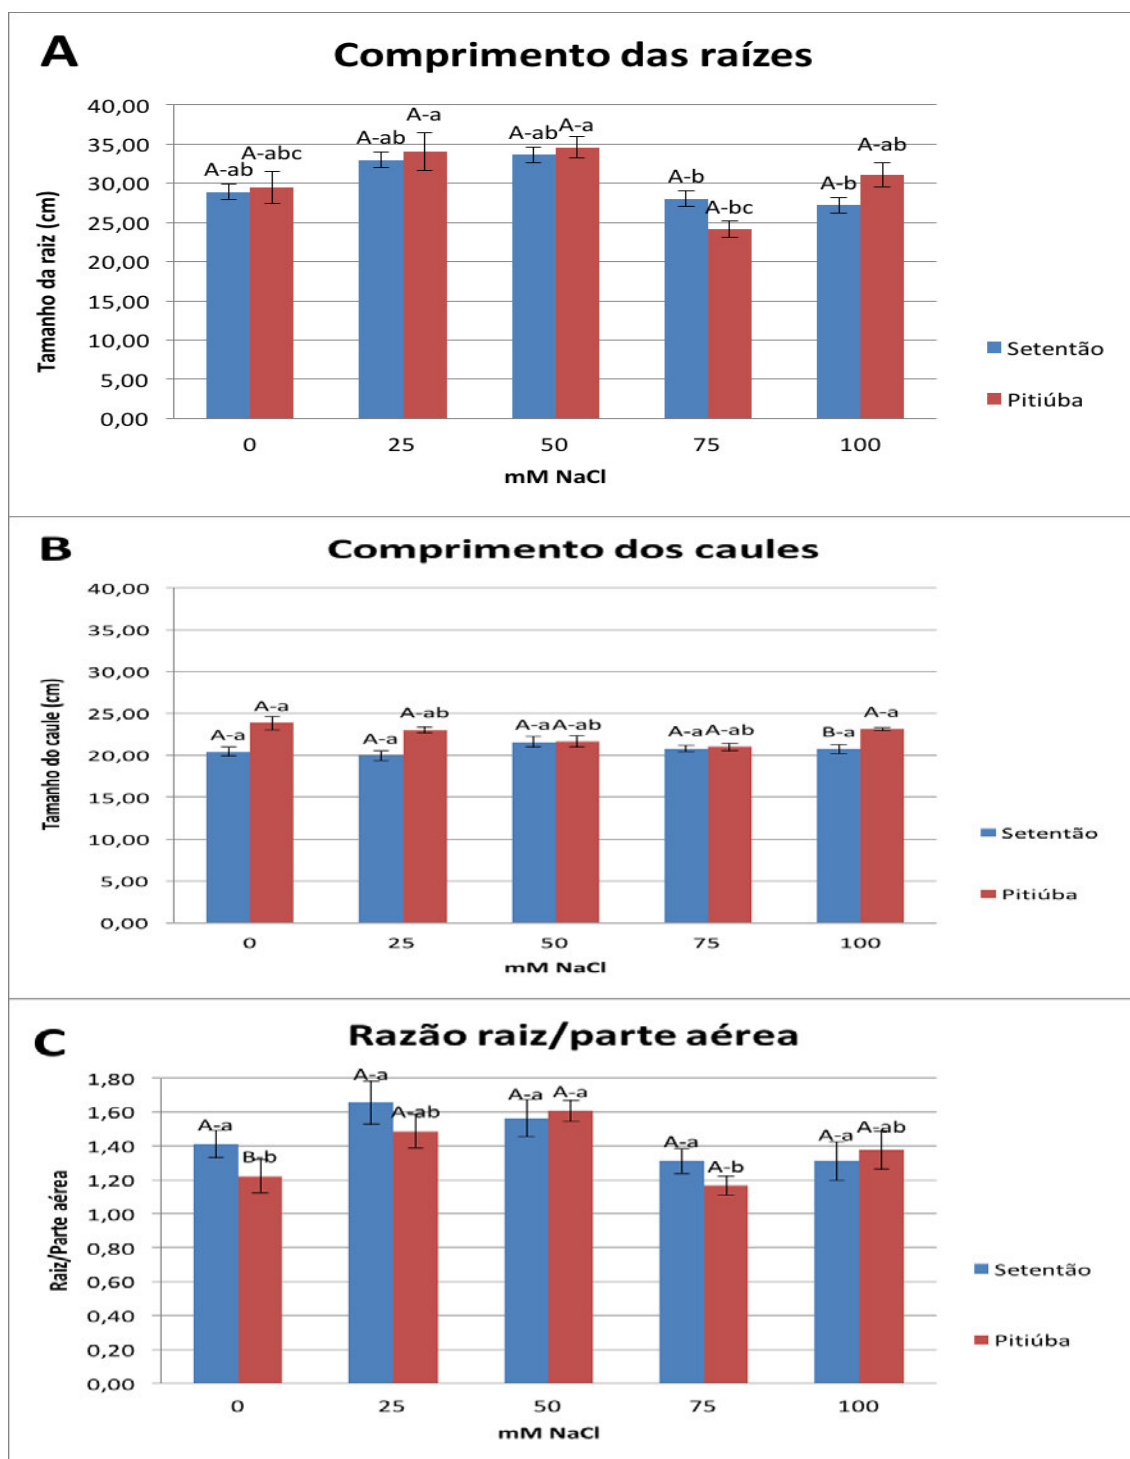 A
Comprimento das raízes
40,00
35,00
30,00
25,00
20,00
15,00
10,00
5,00
0,00
Tamanho da raiz (cm)
A-ab A-abc A-ab A-a A-ab A-a A-b A-bc A-b A-ab
0 25 50 75 100
mM NaCl
Setentão
Pitiúba
B
Comprimento dos caules
40,00
35,00
30,00
25,00
20,00
15,00
10,00
5,00
0,00
Tamanho do caule (cm)
A-a A-a A-a A-ab A-a A-ab A-a A-ab B-a A-a
0 25 50 75 100
mM NaCl
Setentão
Pitiúba
C
Razão raiz/parte aérea
1,80
1,60
1,40
1,20
1,00
0,80
0,60
0,40
0,20
0,00
Raiz/Parte aérea
A-a B-b A-a A-ab A-a A-a A-a A-b A-a A-ab
0 25 50 75 100
mM NaCl
Setentão
Pitiúba